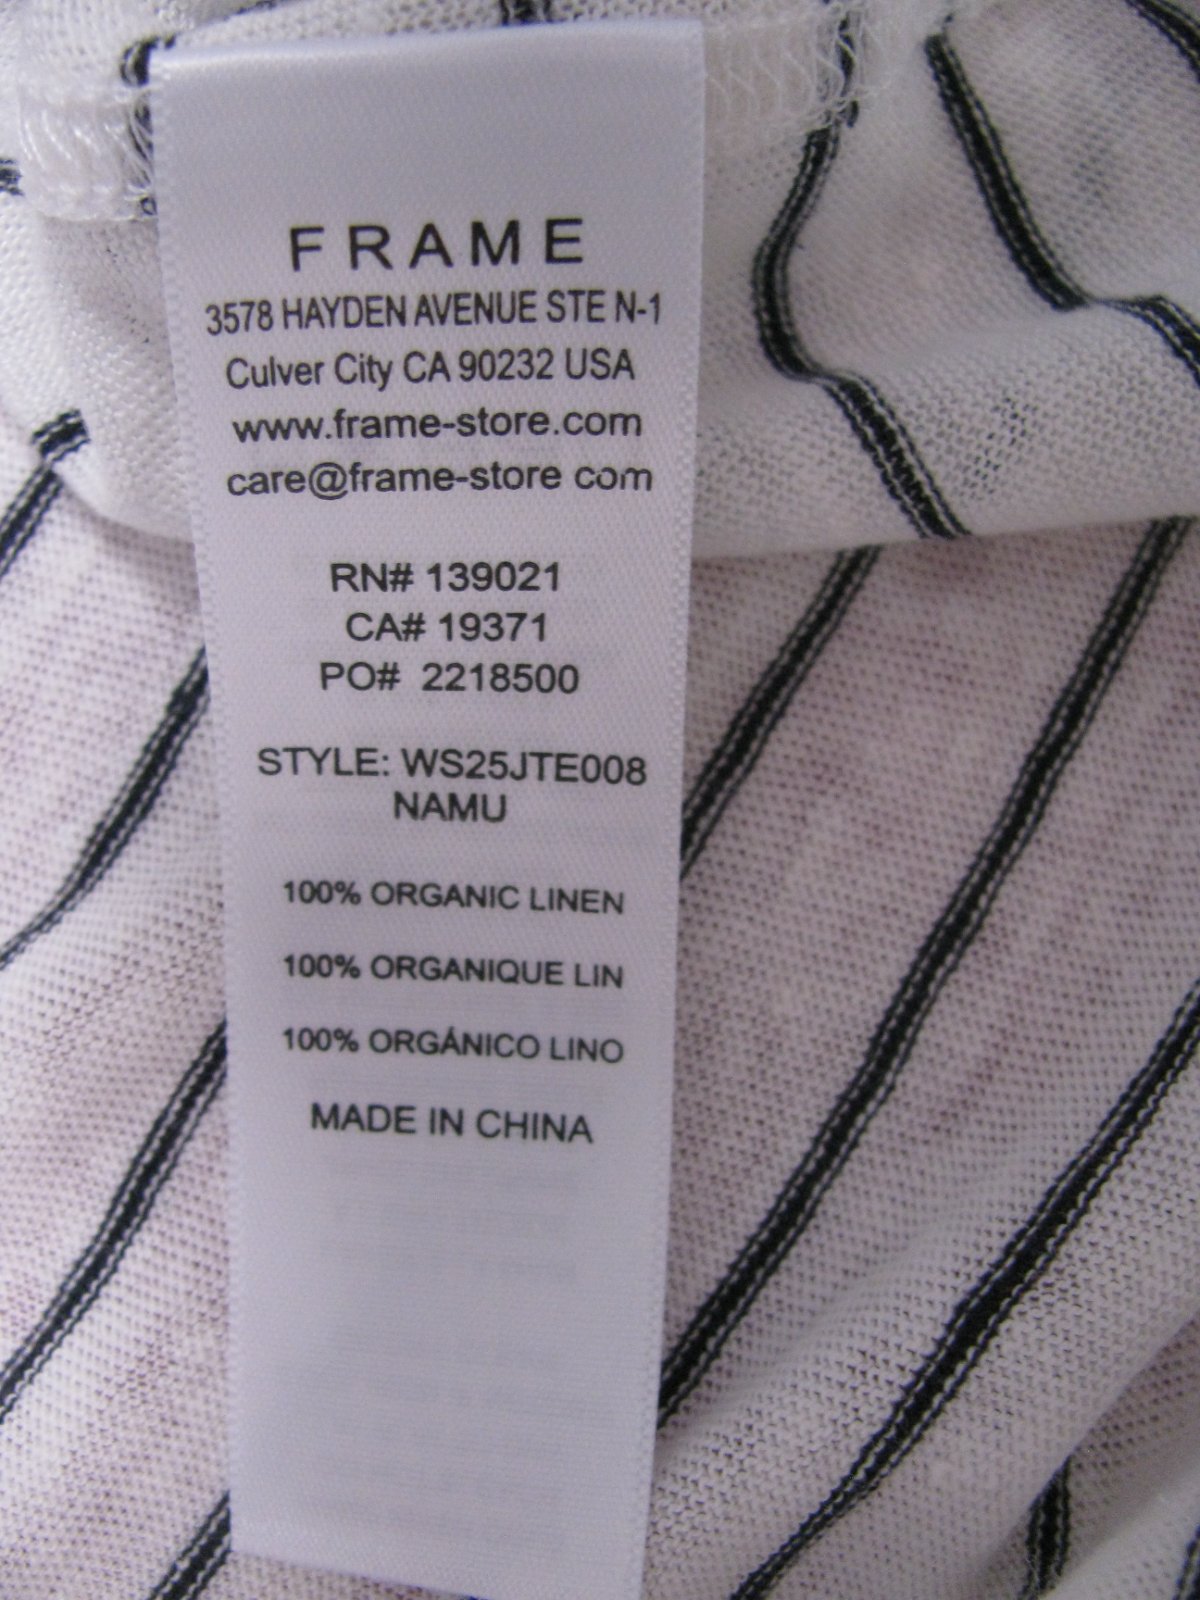 FRAME
3578 HAYDEN AVENUE STE N-1
Culver City CA 90232 USA
www.frame-store.com
care@frame-store com
RN# 139021
CA# 19371
PO# 2218500
STYLE: WS25JTE008
NAMU
100% ORGANIC LINEN
100% ORGANIQUE LIN
100% ORGÁNICO LINO
MADE IN CHINA